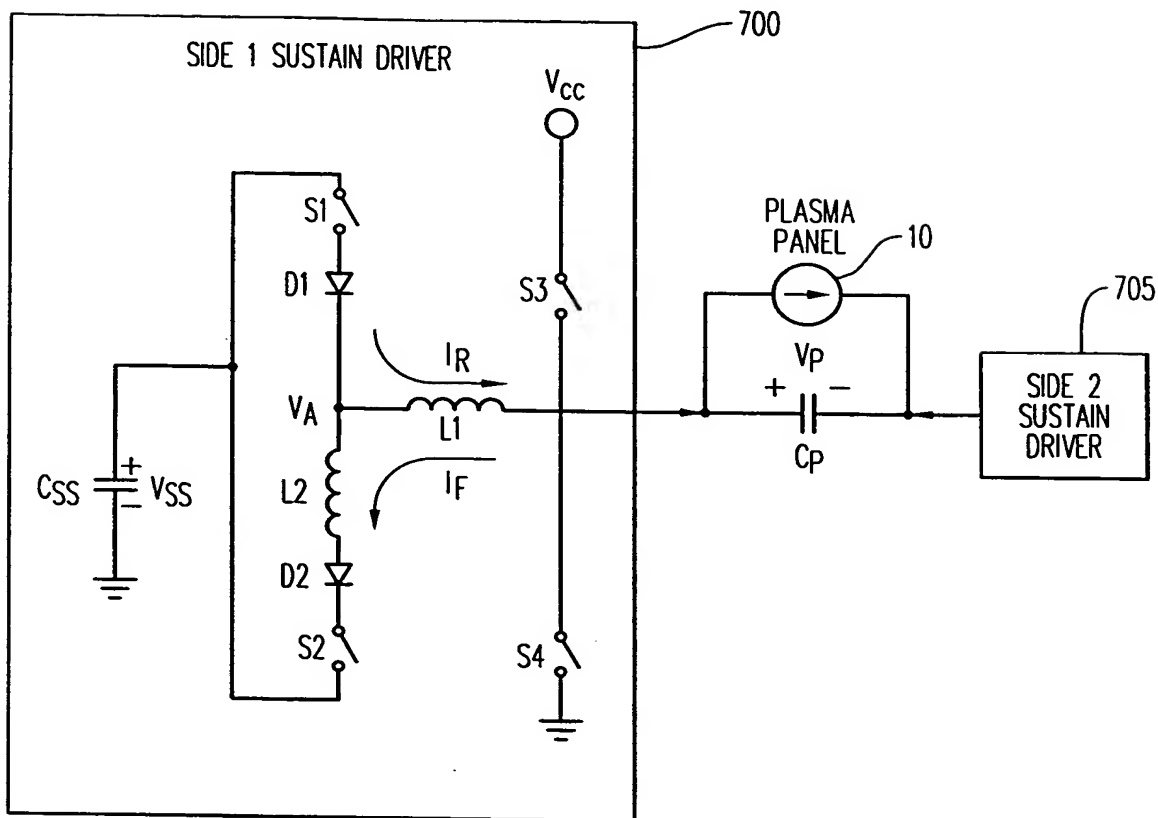 SIDE 1 SUSTAIN DRIVER
700
VCC
S1
D1
S3
PLASMA
PANEL
10
705
IR
VP
+ -
VA
L1
CP
SIDE 2
SUSTAIN
DRIVER
CSS
+
VSS
-
L2
IF
D2
S2
S4